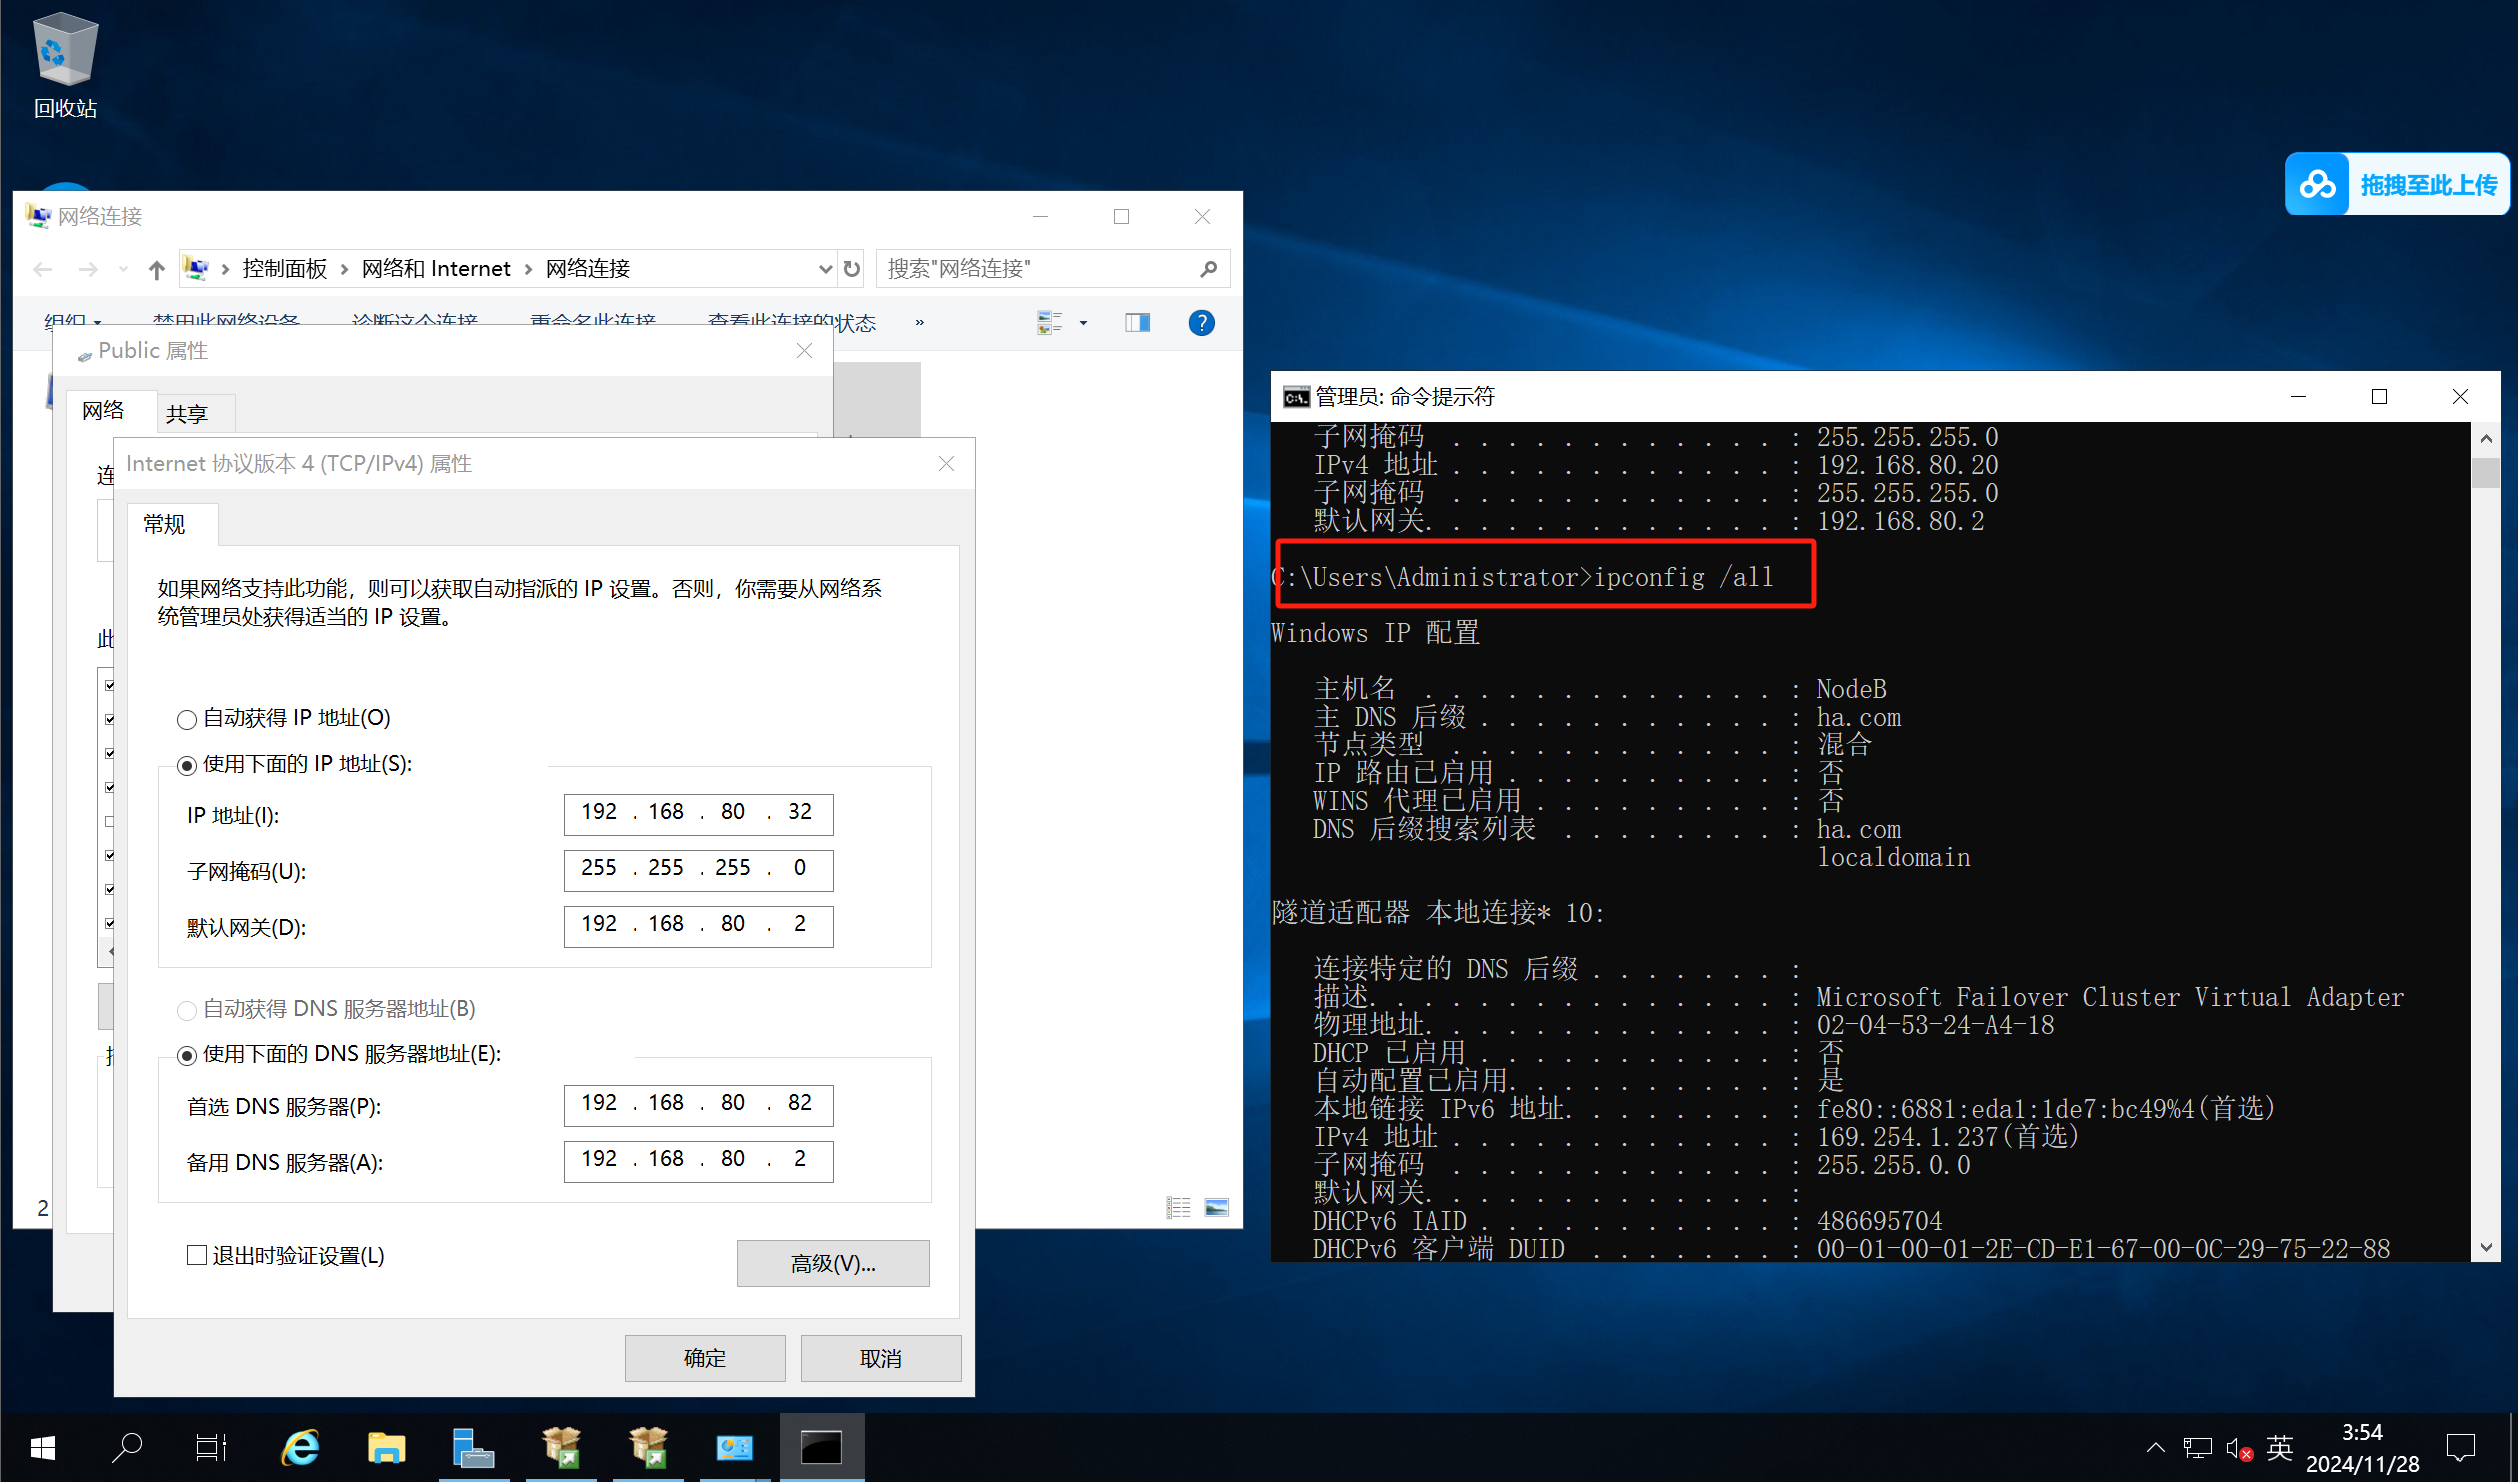 回收站
拖拽至此上传
网络连接
控制面板 > 网络和 Internet > 网络连接
搜索"网络连接"
组织 禁用此网络设备 诊断这个连接 重命名此连接 查看此连接的状态 »
Public 属性
网络
共享
连
此
2
Internet 协议版本 4 (TCP/IPv4) 属性
常规
如果网络支持此功能，则可以获取自动指派的 IP 设置。否则，你需要从网络系
统管理员处获得适当的 IP 设置。
自动获得 IP 地址(O)
使用下面的 IP 地址(S):
IP 地址(I): 192 . 168 . 80 . 32
子网掩码(U): 255 . 255 . 255 . 0
默认网关(D): 192 . 168 . 80 . 2
自动获得 DNS 服务器地址(B)
使用下面的 DNS 服务器地址(E):
首选 DNS 服务器(P): 192 . 168 . 80 . 82
备用 DNS 服务器(A): 192 . 168 . 80 . 2
退出时验证设置(L)
高级(V)...
确定
取消
管理员: 命令提示符
子网掩码 . . . . . . . . . . . . : 255.255.255.0
IPv4 地址 . . . . . . . . . . . . : 192.168.80.20
子网掩码 . . . . . . . . . . . . : 255.255.255.0
默认网关. . . . . . . . . . . . . : 192.168.80.2
C:\Users\Administrator>ipconfig /all
Windows IP 配置
主机名 . . . . . . . . . . . . . : NodeB
主 DNS 后缀 . . . . . . . . . . . : ha.com
节点类型 . . . . . . . . . . . . : 混合
IP 路由已启用 . . . . . . . . . . : 否
WINS 代理已启用 . . . . . . . . . : 否
DNS 后缀搜索列表 . . . . . . . . : ha.com
localdomain
隧道适配器 本地连接* 10:
连接特定的 DNS 后缀 . . . . . . . :
描述. . . . . . . . . . . . . . . : Microsoft Failover Cluster Virtual Adapter
物理地址. . . . . . . . . . . . . : 02-04-53-24-A4-18
DHCP 已启用 . . . . . . . . . . . : 否
自动配置已启用. . . . . . . . . . : 是
本地链接 IPv6 地址. . . . . . . . : fe80::6881:eda1:1de7:bc49%4(首选)
IPv4 地址 . . . . . . . . . . . . : 169.254.1.237(首选)
子网掩码 . . . . . . . . . . . . : 255.255.0.0
默认网关. . . . . . . . . . . . . :
DHCPv6 IAID . . . . . . . . . . . : 486695704
DHCPv6 客户端 DUID . . . . . . . : 00-01-00-01-2E-CD-E1-67-00-0C-29-75-22-88
英
3:54
2024/11/28